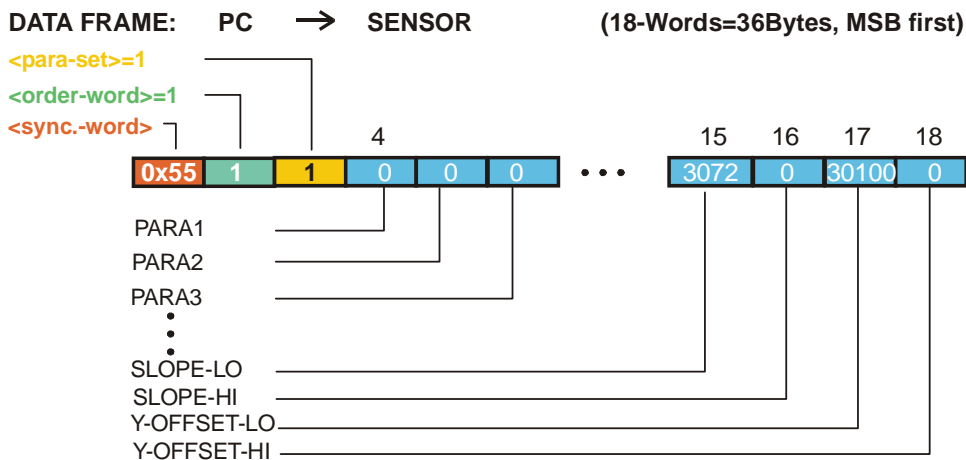 DATA FRAME: PC → SENSOR (18-Words=36Bytes, MSB first)
<para-set>=1
<order-word>=1
<sync.-word>
4 15 16 17 18
0x55 1 1 0 0 0 • • • 3072 0 30100 0
PARA1
PARA2
PARA3
•
•
•
SLOPE-LO
SLOPE-HI
Y-OFFSET-LO
Y-OFFSET-HI